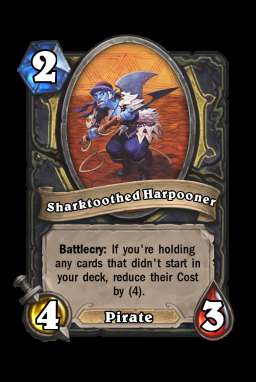 2
Sharktoothed Harpooner
Battlecry: If you're holding
any cards that didn't start in
your deck, reduce their Cost
by (4).
4
Pirate
3